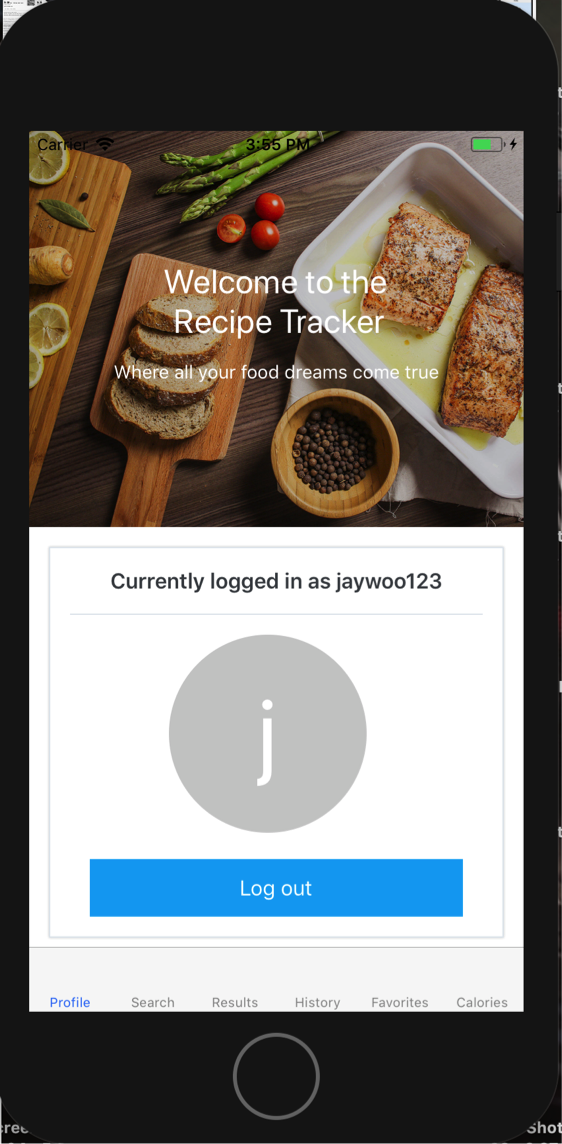 Carrier
3:55 PM
Welcome to the
Recipe Tracker
Where all your food dreams come true
Currently logged in as jaywoo123
j
Log out
Profile Search Results History Favorites Calories